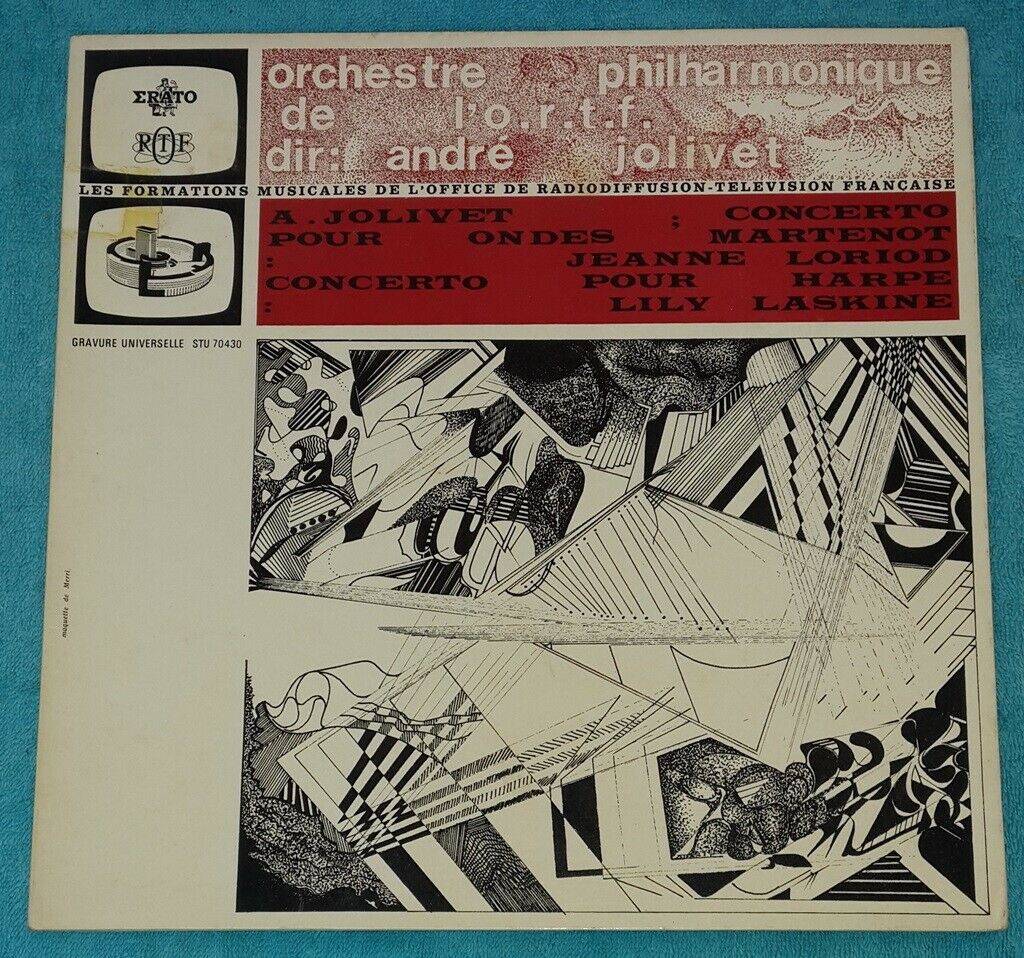 ΣRATO
ORTF
orchestre philharmonique
de l'o.r.t.f.
dir: andré jolivet
LES FORMATIONS MUSICALES DE L'OFFICE DE RADIODIFFUSION-TELEVISION FRANÇAISE
A. JOLIVET ; CONCERTO
POUR ONDES MARTENOT
: JEANNE LORIOD
CONCERTO POUR HARPE
: LILY LASKINE
GRAVURE UNIVERSELLE STU 70430
maquette de Merri